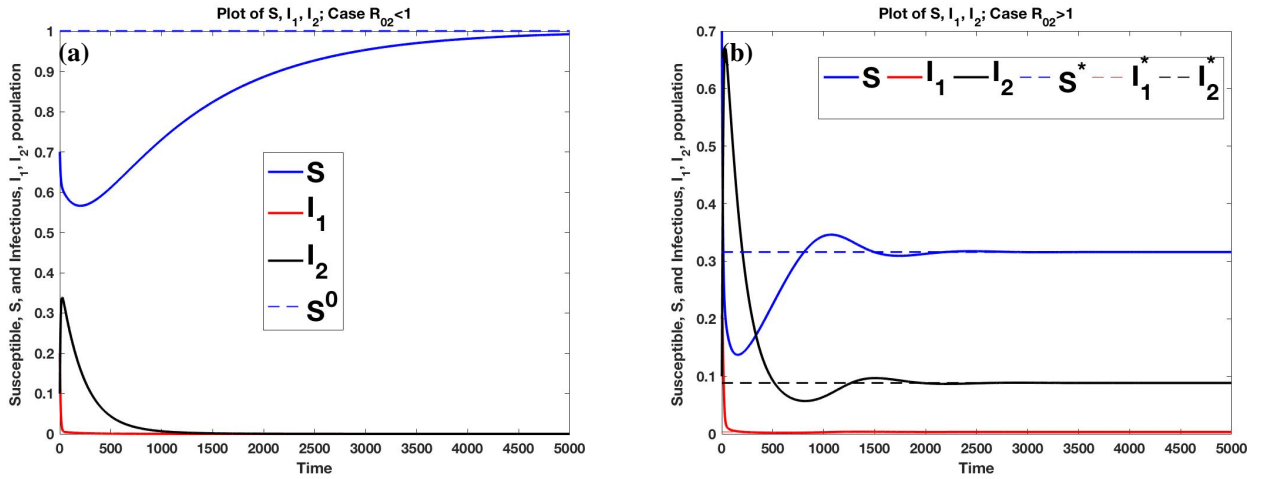 Plot of S, I₁, I₂; Case R₀₂<1
(a)
Susceptible, S, and Infectious, I₁, I₂, population
1
0.9
0.8
0.7
0.6
0.5
0.4
0.3
0.2
0.1
0
S
I₁
I₂
S⁰
0 500 1000 1500 2000 2500 3000 3500 4000 4500 5000
Time
Plot of S, I₁, I₂; Case R₀₂>1
(b)
Susceptible, S, and Infectious, I₁, I₂, population
0.7
0.6
0.5
0.4
0.3
0.2
0.1
0
S I₁ I₂ S* I₁* I₂*
0 500 1000 1500 2000 2500 3000 3500 4000 4500 5000
Time